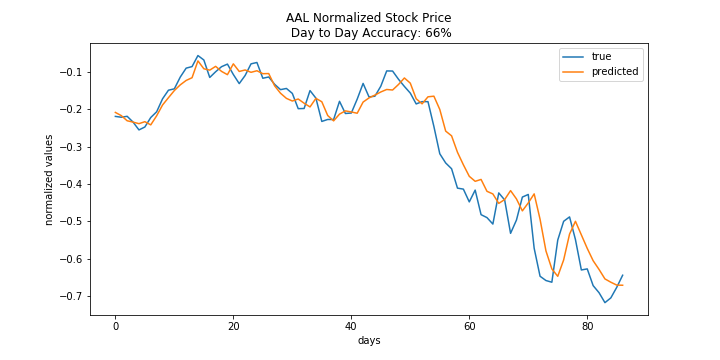 AAL Normalized Stock Price
Day to Day Accuracy: 66%
true
predicted
normalized values
−0.1
−0.2
−0.3
−0.4
−0.5
−0.6
−0.7
0
20
40
60
80
days